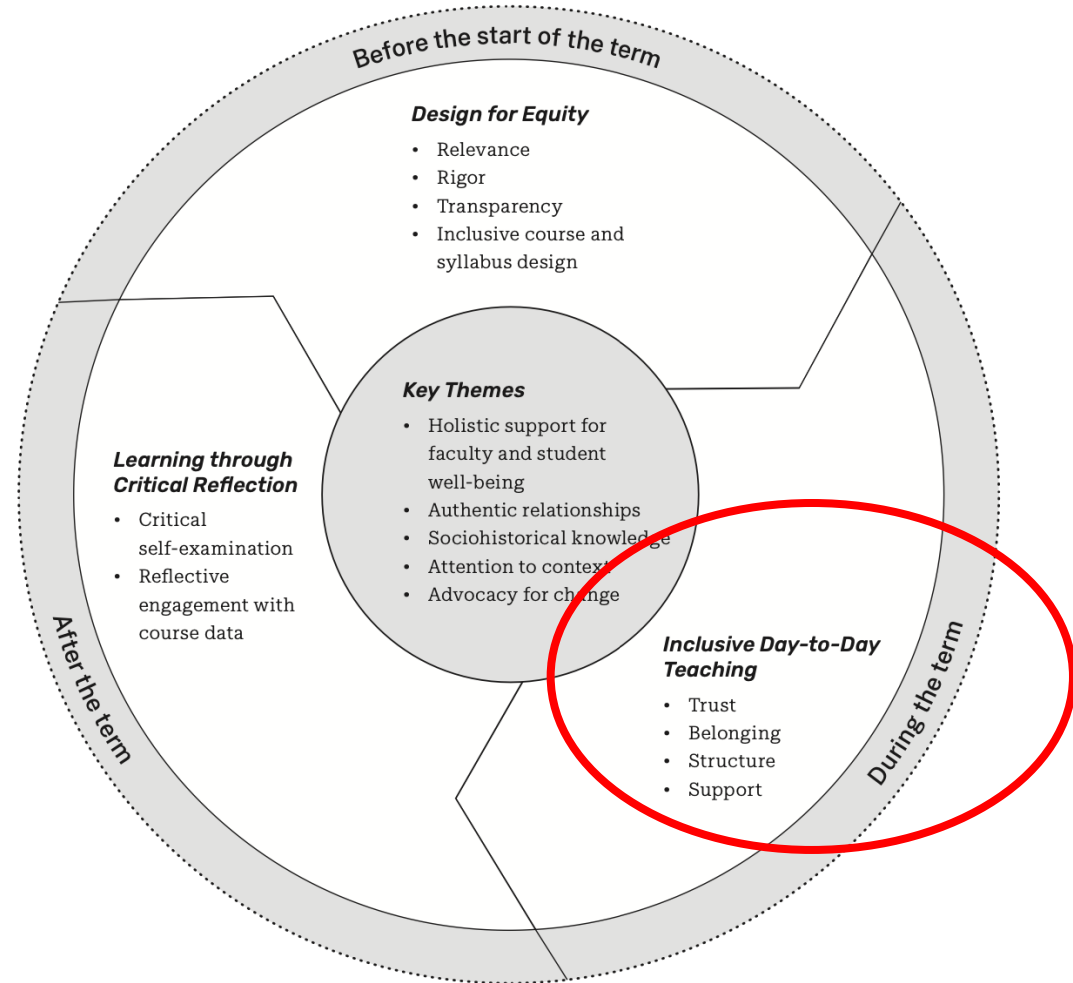 Before the start of the term
Design for Equity
• Relevance
• Rigor
• Transparency
• Inclusive course and
syllabus design
Key Themes
• Holistic support for
faculty and student
well-being
• Authentic relationships
• Sociohistorical knowledge
• Attention to context
• Advocacy for change
Learning through
Critical Reflection
• Critical
self-examination
• Reflective
engagement with
course data
After the term
Inclusive Day-to-Day
Teaching
• Trust
• Belonging
• Structure
• Support
During the term